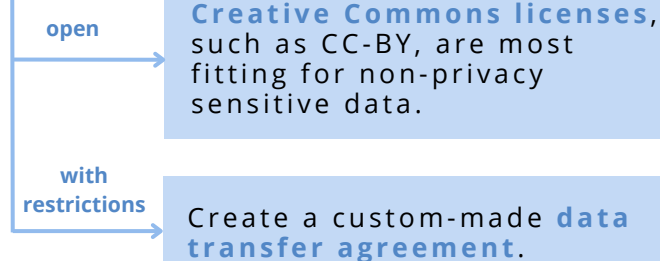 open
Creative Commons licenses,
such as CC-BY, are most
fitting for non-privacy
sensitive data.
with
restrictions
Create a custom-made data
transfer agreement.